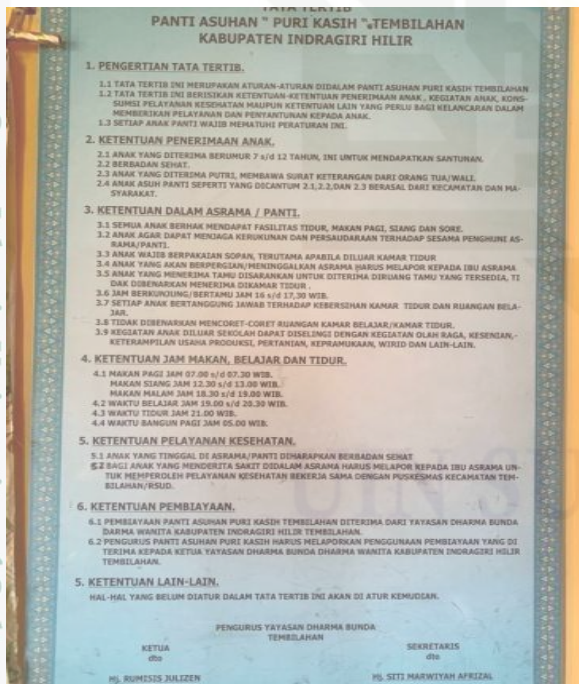 TATA TERTIB
PANTI ASUHAN " PURI KASIH " TEMBILAHAN
KABUPATEN INDRAGIRI HILIR
1. PENGERTIAN TATA TERTIB.
1.1 TATA TERTIB INI MERUPAKAN ATURAN-ATURAN DIDALAM PANTI ASUHAN PURI KASIH TEMBILAHAN
1.2 TATA TERTIB INI BERISIKAN KETENTUAN-KETENTUAN PENERIMAAN ANAK , KEGIATAN ANAK, KONS-
SUMSI PELAYANAN KESEHATAN MAUPUN KETENTUAN LAIN YANG PERLU BAGI KELANCARAN DALAM
MEMBERIKAN PELAYANAN DAN PENYANTUNAN KEPADA ANAK.
1.3 SETIAP ANAK PANTI WAJIB MEMATUHI PERATURAN INI.
2. KETENTUAN PENERIMAAN ANAK.
2.1 ANAK YANG DITERIMA BERUMUR 7 s/d 12 TAHUN, INI UNTUK MENDAPATKAN SANTUNAN.
2.2 BERBADAN SEHAT.
2.3 ANAK YANG DITERIMA PUTRI, MEMBAWA SURAT KETERANGAN DARI ORANG TUA/WALI.
2.4 ANAK ASUH PANTI SEPERTI YANG DICANTUM 2.1,2.2,DAN 2.3 BERASAL DARI KECAMATAN DAN MA-
SYARAKAT.
3. KETENTUAN DALAM ASRAMA / PANTI.
3.1 SEMUA ANAK BERHAK MENDAPAT FASILITAS TIDUR, MAKAN PAGI, SIANG DAN SORE.
3.2 ANAK AGAR DAPAT MENJAGA KERUKUNAN DAN PERSAUDARAAN TERHADAP SESAMA PENGHUNI AS-
RAMA/PANTI.
3.3 ANAK WAJIB BERPAKAIAN SOPAN, TERUTAMA APABILA DILUAR KAMAR TIDUR
3.4 ANAK YANG AKAN BERPERGIAN/MENINGGALKAN ASRAMA HARUS MELAPOR KEPADA IBU ASRAMA
3.5 ANAK YANG MENERIMA TAMU DISARANKAN UNTUK DITERIMA DIRUANG TAMU YANG TERSEDIA, TI
DAK DIBENARKAN MENERIMA DIKAMAR TIDUR .
3.6 JAM BERKUNJUNG/BERTAMU JAM 16 s/d 17,30 WIB.
3.7 SETIAP ANAK BERTANGGUNG JAWAB TERHADAP KEBERSIHAN KAMAR TIDUR DAN RUANGAN BELA-
JAR.
3.8 TIDAK DIBENARKAN MENCORET-CORET RUANGAN KAMAR BELAJAR/KAMAR TIDUR.
3.9 KEGIATAN ANAK DILUAR SEKOLAH DAPAT DISELINGI DENGAN KEGIATAN OLAH RAGA, KESENIAN,-
KETERAMPILAN USAHA PRODUKSI, PERTANIAN, KEPRAMUKAAN, WIRID DAN LAIN-LAIN.
4. KETENTUAN JAM MAKAN, BELAJAR DAN TIDUR.
4.1 MAKAN PAGI JAM 07.00 s/d 07.30 WIB.
MAKAN SIANG JAM 12.30 s/d 13.00 WIB.
MAKAN MALAM JAM 18.30 s/d 19.00 WIB.
4.2 WAKTU BELAJAR JAM 19.00 s/d 20.30 WIB.
4.3 WAKTU TIDUR JAM 21.00 WIB.
4.4 WAKTU BANGUN PAGI JAM 05.00 WIB.
5. KETENTUAN PELAYANAN KESEHATAN.
5.1 ANAK YANG TINGGAL DI ASRAMA/PANTI DIHARAPKAN BERBADAN SEHAT
5.2 BAGI ANAK YANG MENDERITA SAKIT DIDALAM ASRAMA HARUS MELAPOR KEPADA IBU ASRAMA UN-
TUK MEMPEROLEH PELAYANAN KESEHATAN BEKERJA SAMA DENGAN PUSKESMAS KECAMATAN TEM-
BILAHAN/RSUD.
6. KETENTUAN PEMBIAYAAN.
6.1 PEMBIAYAAN PANTI ASUHAN PURI KASIH TEMBILAHAN DITERIMA DARI YAYASAN DHARMA BUNDA
DARMA WANITA KABUPATEN INDRAGIRI HILIR TEMBILAHAN.
6.2 PENGURUS PANTI ASUHAN PURI KASIH HARUS MELAPORKAN PENGGUNAAN PEMBIAYAAN YANG DI
TERIMA KEPADA KETUA YAYASAN DHARMA BUNDA DHARMA WANITA KABUPATEN INDRAGIRI HILIR
TEMBILAHAN.
5. KETENTUAN LAIN-LAIN.
HAL-HAL YANG BELUM DIATUR DALAM TATA TERTIB INI AKAN DI ATUR KEMUDIAN.
PENGURUS YAYASAN DHARMA BUNDA
TEMBILAHAN
KETUA
dto
Hj. RUMISIS JULIZEN
SEKRETARIS
dto
Hj. SITI MARWIYAH AFRIZAL
UIN SU